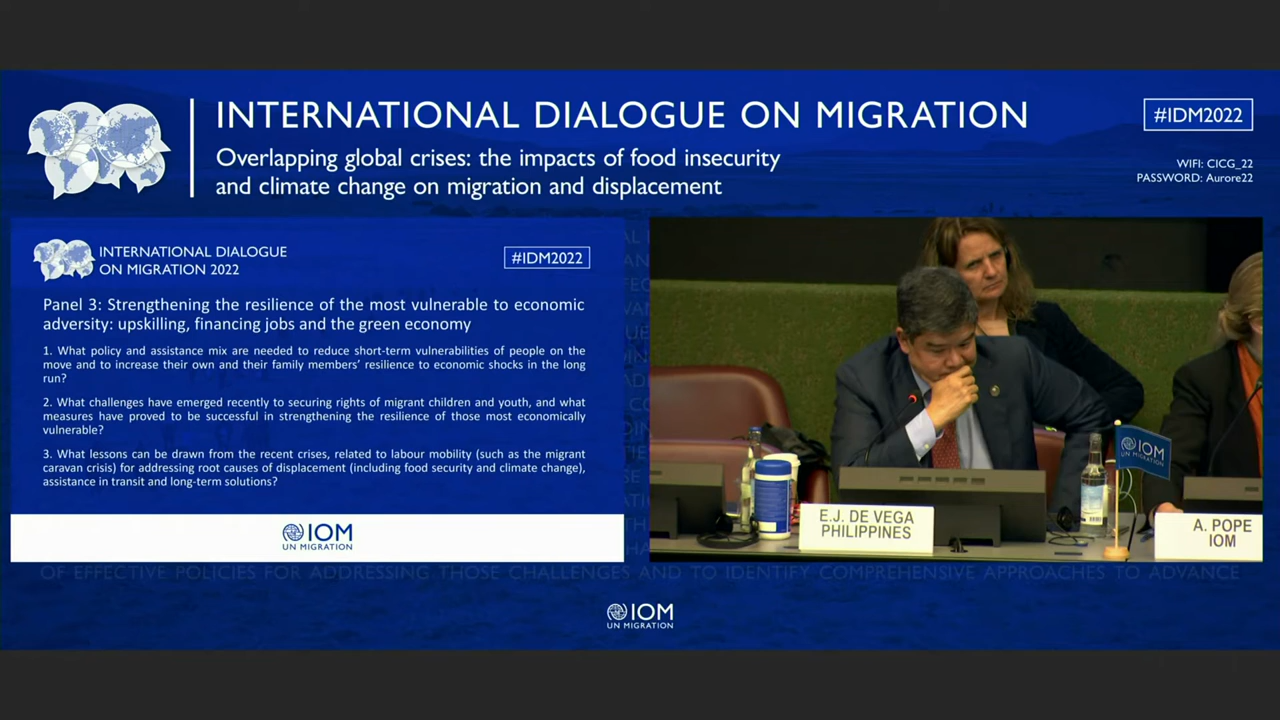 INTERNATIONAL DIALOGUE ON MIGRATION
Overlapping global crises: the impacts of food insecurity
and climate change on migration and displacement
#IDM2022
WIFI: CICG_22
PASSWORD: Aurore22
INTERNATIONAL DIALOGUE
ON MIGRATION 2022
#IDM2022
Panel 3: Strengthening the resilience of the most vulnerable to economic
adversity: upskilling, financing jobs and the green economy
1. What policy and assistance mix are needed to reduce short-term vulnerabilities of people on the
move and to increase their own and their family members' resilience to economic shocks in the long
run?
2. What challenges have emerged recently to securing rights of migrant children and youth, and what
measures have proved to be successful in strengthening the resilience of those most economically
vulnerable?
3. What lessons can be drawn from the recent crises, related to labour mobility (such as the migrant
caravan crisis) for addressing root causes of displacement (including food security and climate change),
assistance in transit and long-term solutions?
IOM
UN MIGRATION
IOM
UN MIGRATION
E.J. DE VEGA
PHILIPPINES
A. POPE
IOM
OF EFFECTIVE POLICIES FOR ADDRESSING THOSE CHALLENGES AND TO IDENTIFY COMPREHENSIVE APPROACHES TO ADVANCE
IOM
UN MIGRATION